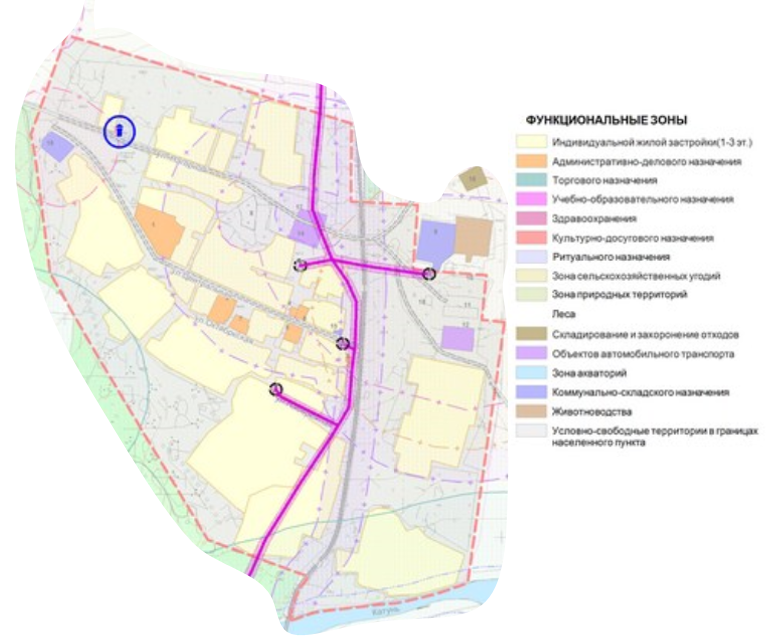 ФУНКЦИОНАЛЬНЫЕ ЗОНЫ
Индивидуальной жилой застройки(1-3 эт.)
Административно-делового назначения
Торгового назначения
Учебно-образовательного назначения
Здравоохранения
Культурно-досугового назначения
Ритуального назначения
Зона сельскохозяйственных угодий
Зона природных территорий
Леса
Складирование и захоронение отходов
Объектов автомобильного транспорта
Зона акваторий
Коммунально-складского назначения
Животноводства
Условно-свободные территории в границах
населенного пункта
Катунь